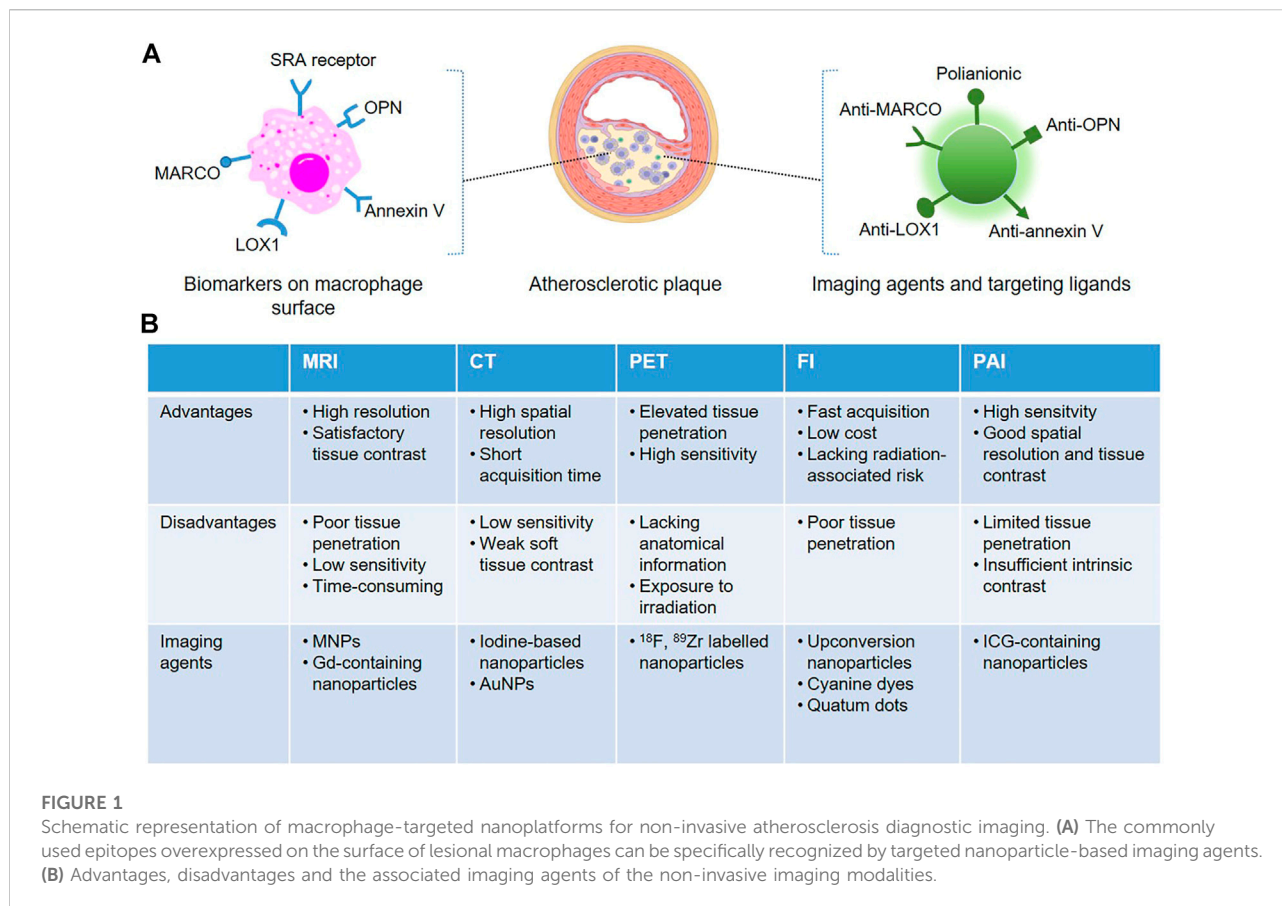 A
SRA receptor
OPN
MARCO
Annexin V
LOX1
Biomarkers on macrophage
surface
Atherosclerotic plaque
Polianionic
Anti-MARCO
Anti-OPN
Anti-LOX1
Anti-annexin V
Imaging agents and targeting ligands
B
MRI
CT
PET
FI
PAI
Advantages
• High resolution
• Satisfactory
tissue contrast
• High spatial
resolution
• Short
acquisition time
• Elevated tissue
penetration
• High sensitivity
• Fast acquisition
• Low cost
• Lacking radiation-
associated risk
• High sensitvity
• Good spatial
resolution and tissue
contrast
Disadvantages
• Poor tissue
penetration
• Low sensitivity
• Time-consuming
• Low sensitivity
• Weak soft
tissue contrast
• Lacking
anatomical
information
• Exposure to
irradiation
• Poor tissue
penetration
• Limited tissue
penetration
• Insufficient intrinsic
contrast
Imaging
agents
• MNPs
• Gd-containing
nanoparticles
• Iodine-based
nanoparticles
• AuNPs
• ¹⁸F, ⁸⁹Zr labelled
nanoparticles
• Upconversion
nanoparticles
• Cyanine dyes
• Quatum dots
• ICG-containing
nanoparticles
FIGURE 1
Schematic representation of macrophage-targeted nanoplatforms for non-invasive atherosclerosis diagnostic imaging. (A) The commonly
used epitopes overexpressed on the surface of lesional macrophages can be specifically recognized by targeted nanoparticle-based imaging agents.
(B) Advantages, disadvantages and the associated imaging agents of the non-invasive imaging modalities.